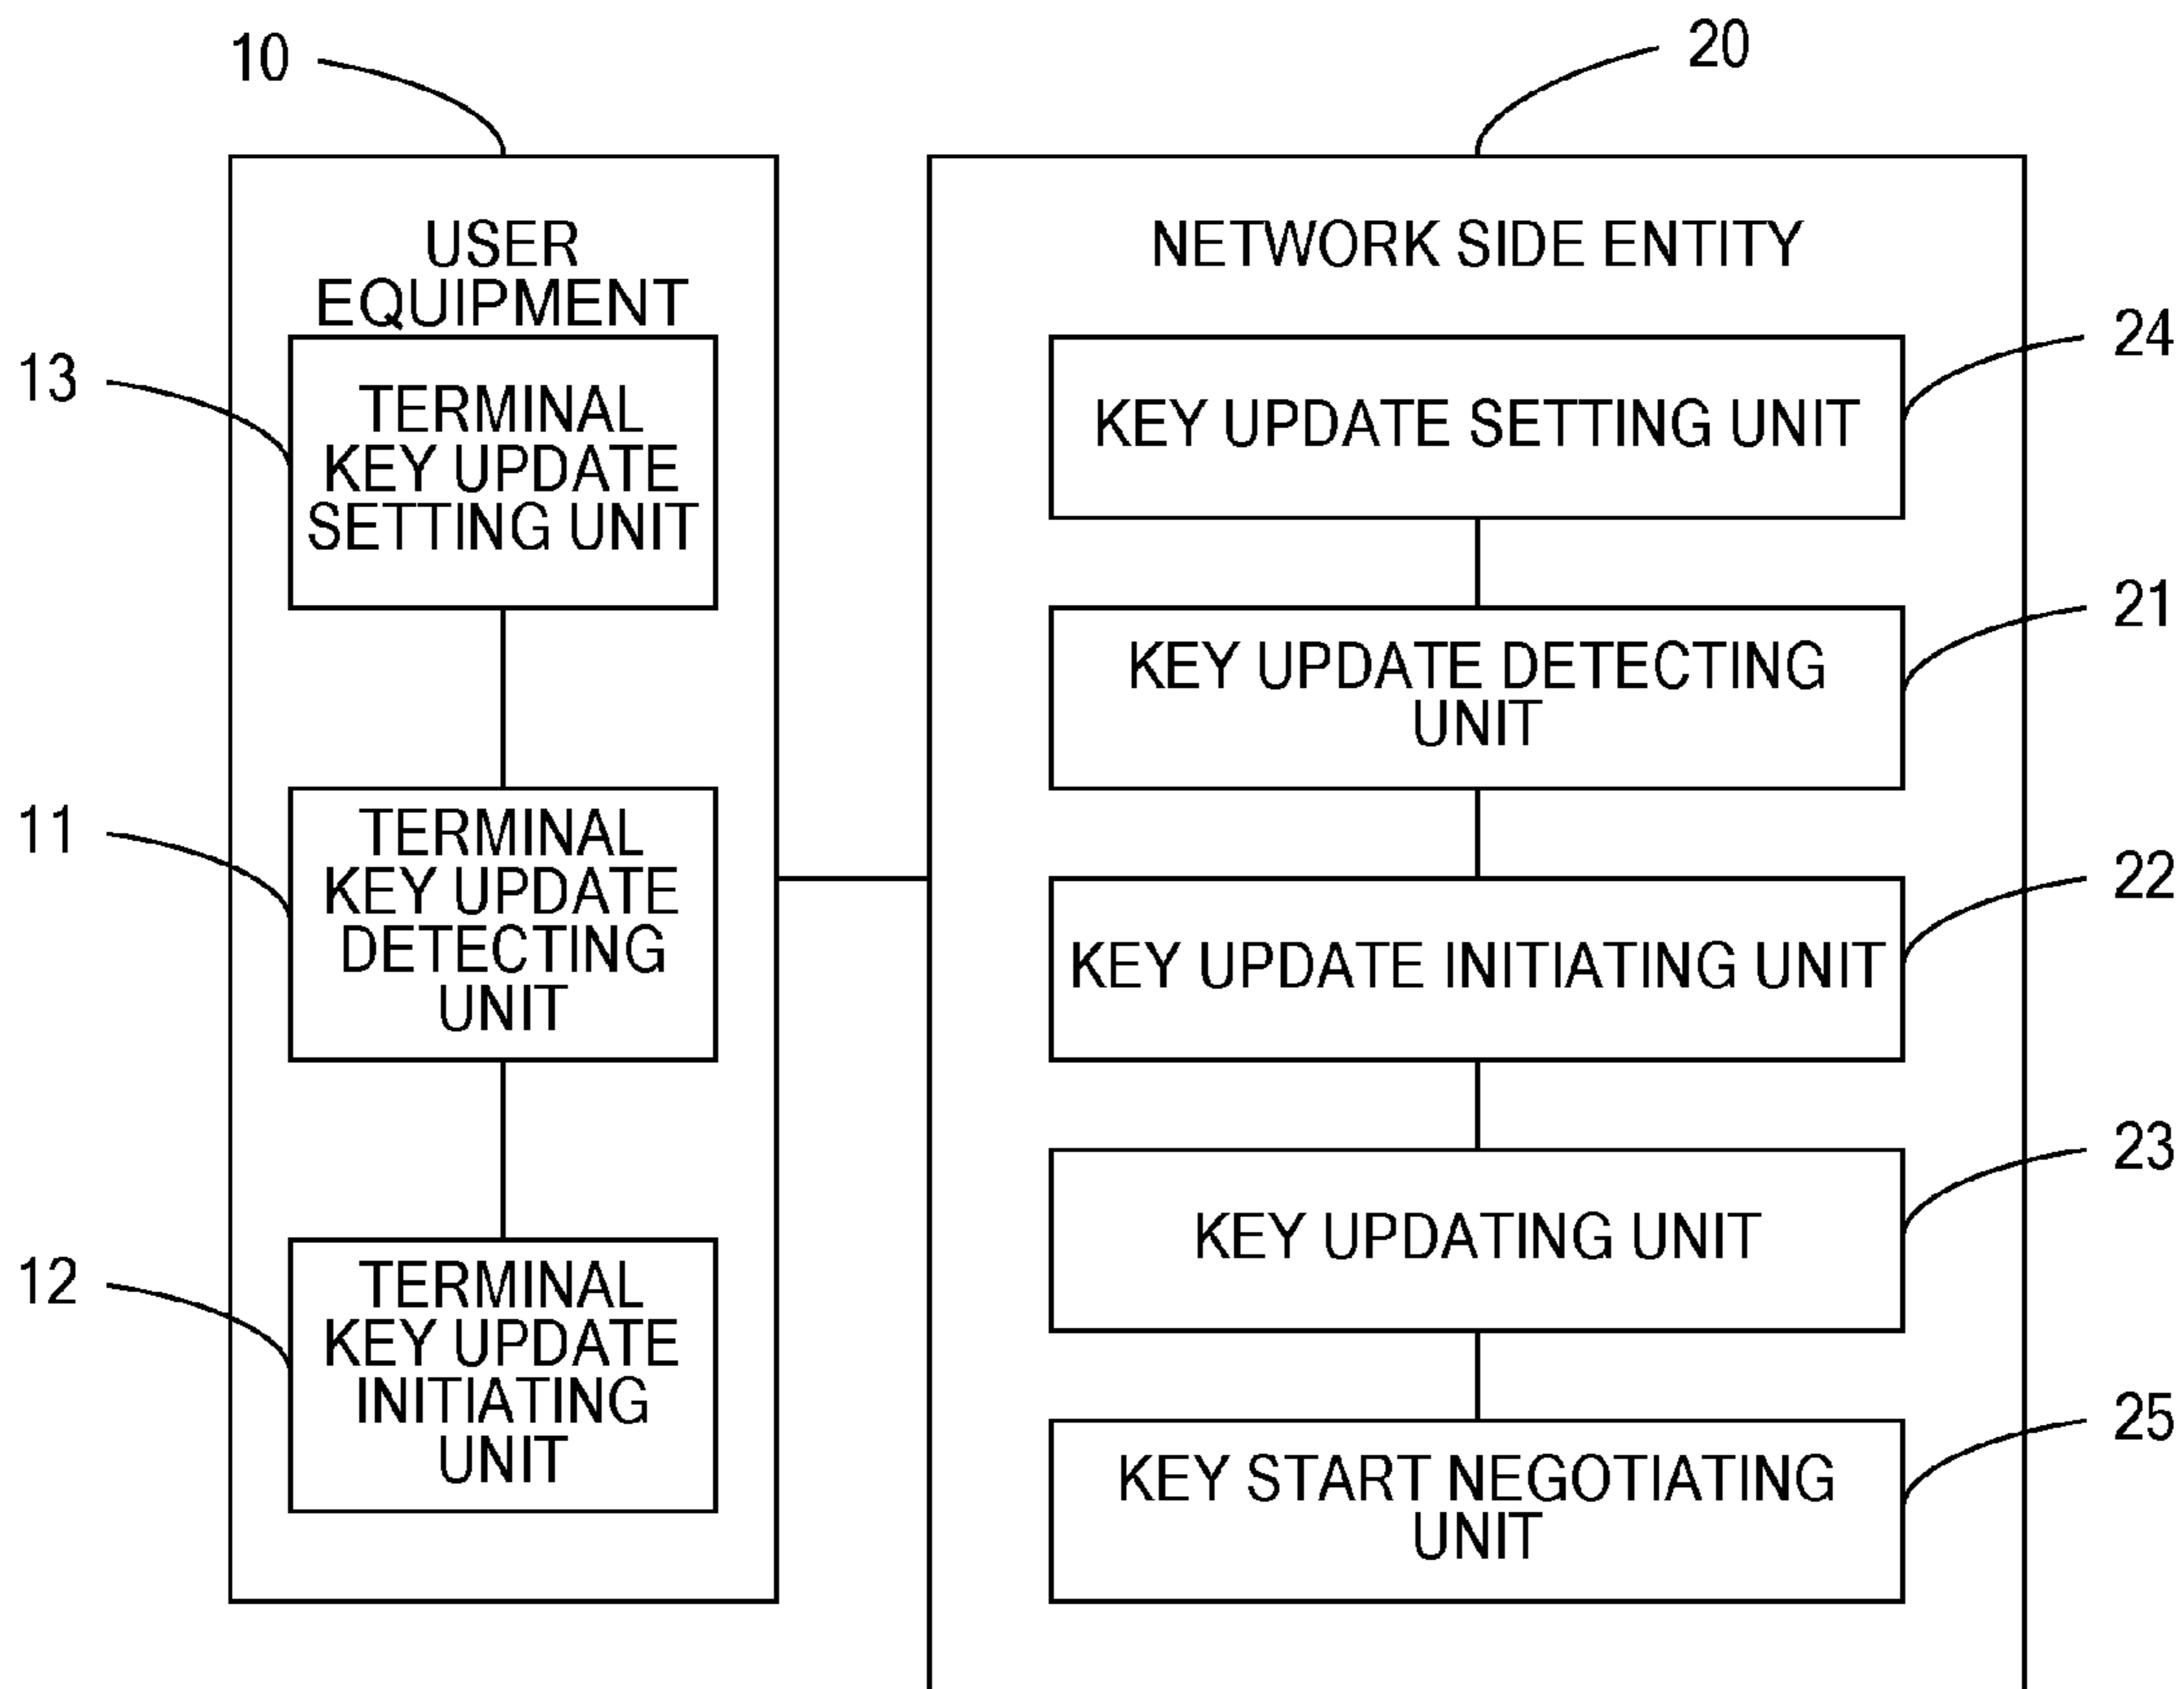 10
20
USER
EQUIPMENT
NETWORK SIDE ENTITY
13
TERMINAL
KEY UPDATE
SETTING UNIT
24
KEY UPDATE SETTING UNIT
21
KEY UPDATE DETECTING
UNIT
11
TERMINAL
KEY UPDATE
DETECTING
UNIT
22
KEY UPDATE INITIATING UNIT
23
KEY UPDATING UNIT
12
TERMINAL
KEY UPDATE
INITIATING
UNIT
25
KEY START NEGOTIATING
UNIT